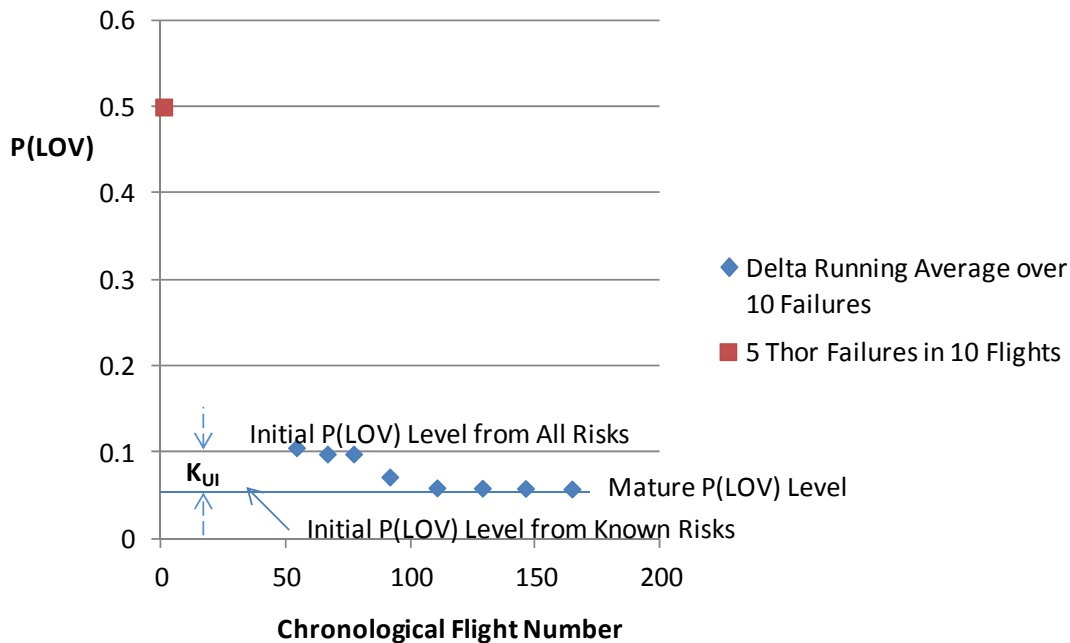 0.6
0.5
P(LOV)
0.4
0.3
Delta Running Average over
10 Failures
5 Thor Failures in 10 Flights
0.2
Initial P(LOV) Level from All Risks
0.1
KUI
Mature P(LOV) Level
Initial P(LOV) Level from Known Risks
0
0 50 100 150 200
Chronological Flight Number